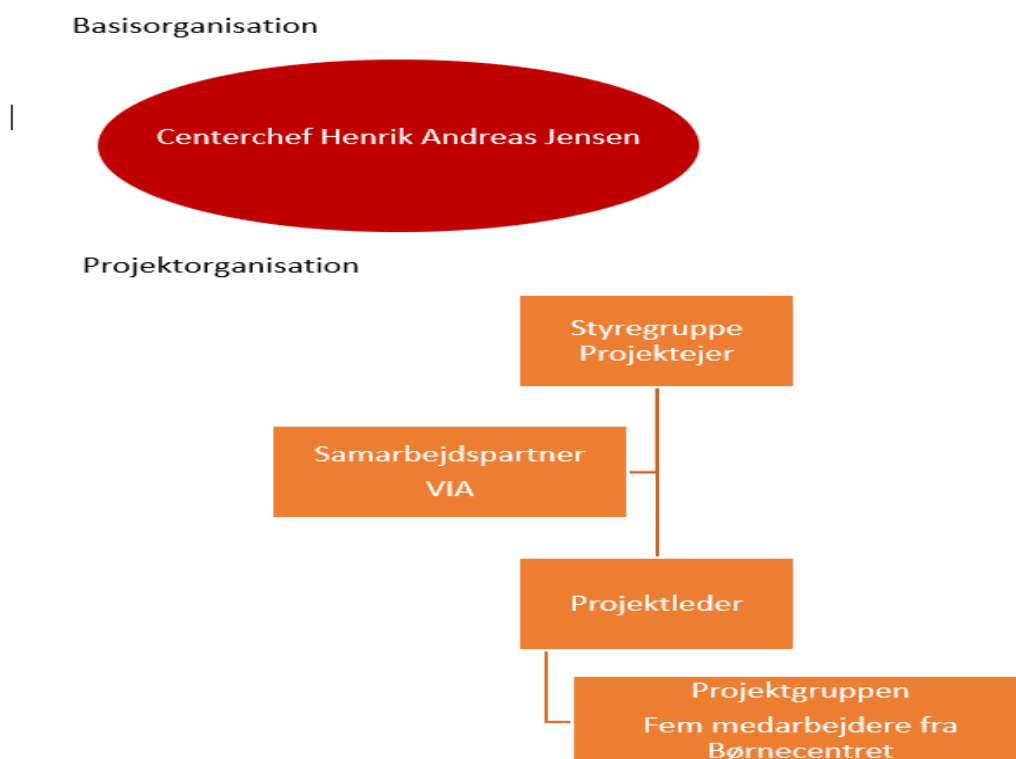 Basisorganisation
Centerchef Henrik Andreas Jensen
Projektorganisation
Styregruppe
Projektejer
Samarbejdspartner
VIA
Projektleder
Projektgruppen
Fem medarbejdere fra
Børnecentret